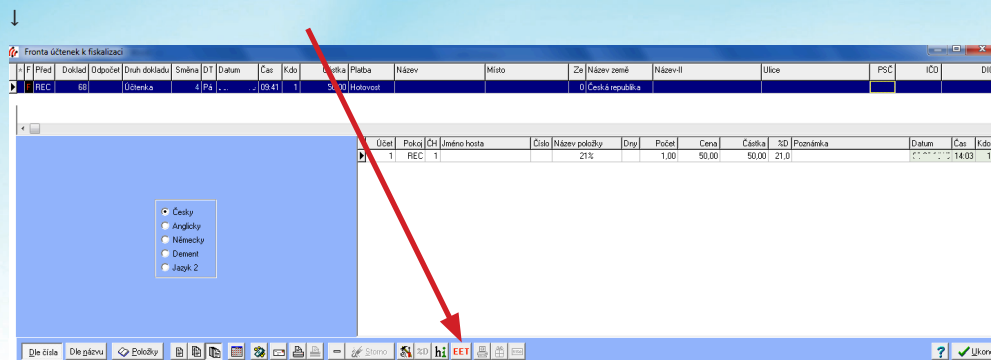 ↓
Fronta účtenek k fiskalizaci
F Před Doklad Odpočet Druh dokladu Směna DT Datum Čas Kdo Částka Platba Název Místo Ze Název země Název-II Ulice PSČ IČO DIČ
F REC 68 Účtenka 4 Pá 09:41 1 50,00 Hotovost 0 Česká republika
Účet Pokoj ČH Jméno hosta Číslo Název položky Dny Počet Cena Částka %D Poznámka Datum Čas Kdo
1 REC 1 21% 1,00 50,00 50,00 21,0 14:03 1
Česky
Anglicky
Německy
Dement
Jazyk 2
Dle čísla Dle názvu Položky Storno %D hi EET ? Ukon